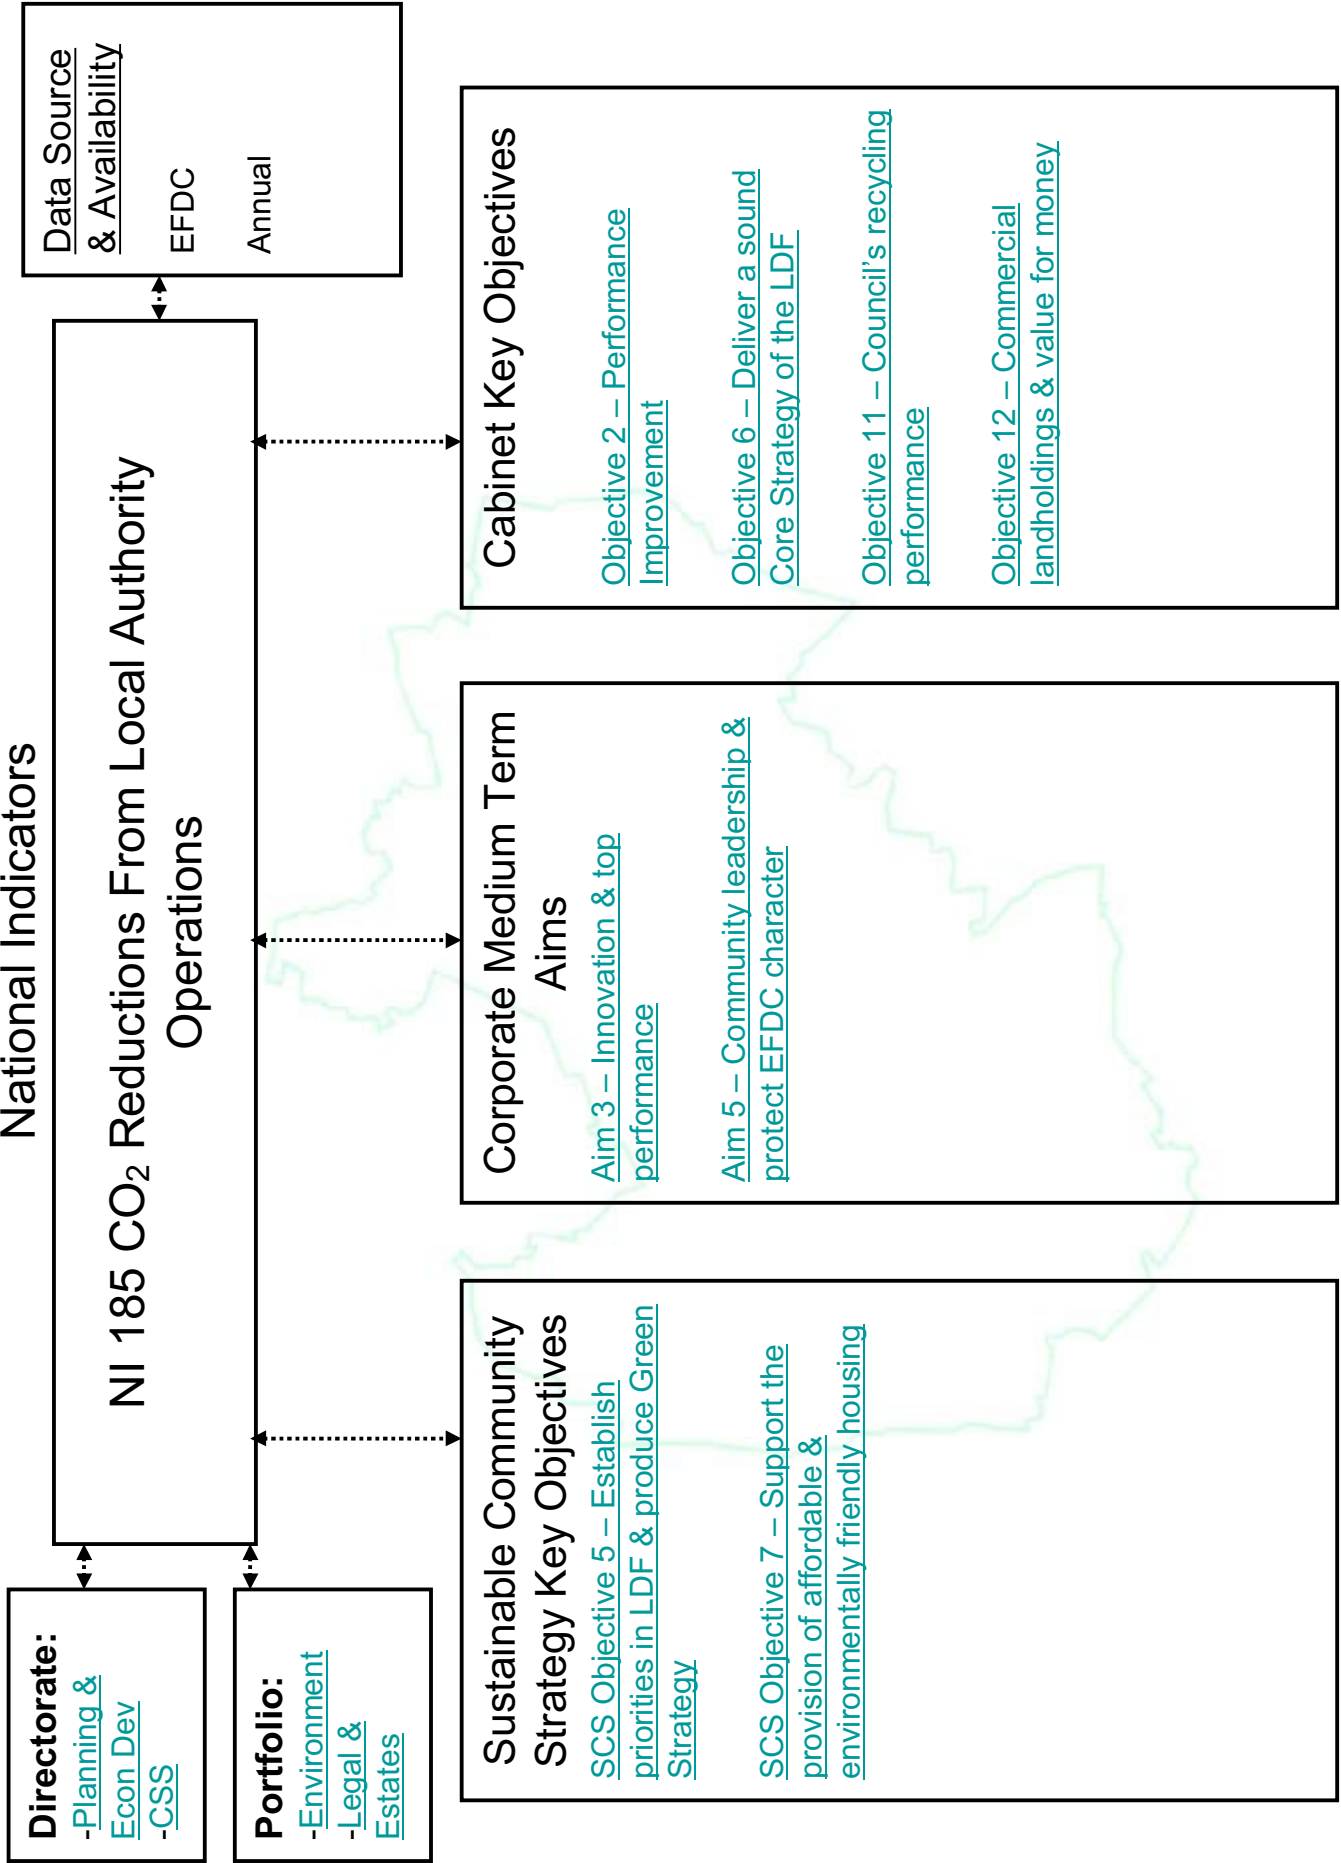 National Indicators
Directorate:
-Planning &
Econ Dev
-CSS
Portfolio:
-Environment
-Legal &
Estates
NI 185 CO₂ Reductions From Local Authority
Operations
Data Source
& Availability
EFDC
Annual
Sustainable Community
Strategy Key Objectives
SCS Objective 5 – Establish
priorities in LDF & produce Green
Strategy
SCS Objective 7 – Support the
provision of affordable &
environmentally friendly housing
Corporate Medium Term
Aims
Aim 3 – Innovation & top
performance
Aim 5 – Community leadership &
protect EFDC character
Cabinet Key Objectives
Objective 2 – Performance
Improvement
Objective 6 – Deliver a sound
Core Strategy of the LDF
Objective 11 – Council's recycling
performance
Objective 12 – Commercial
landholdings & value for money